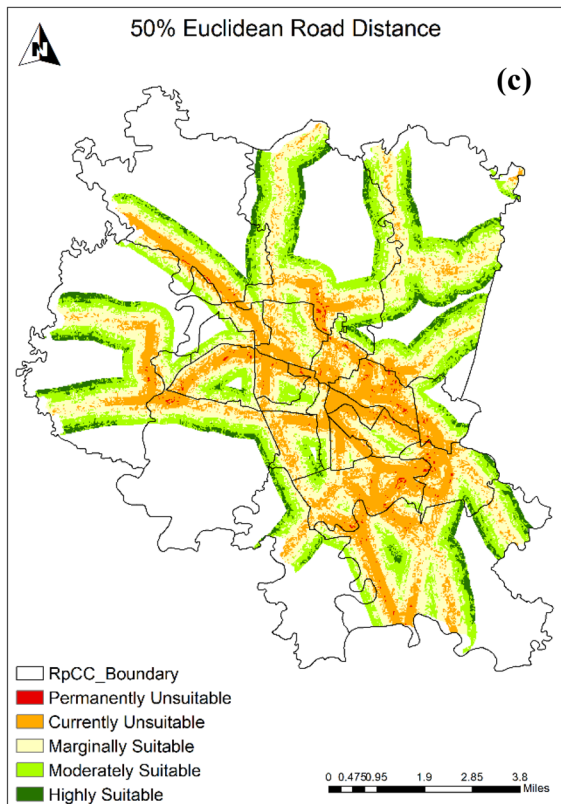 50% Euclidean Road Distance
N
(c)
RpCC_Boundary
Permanently Unsuitable
Currently Unsuitable
Marginally Suitable
Moderately Suitable
Highly Suitable
0 0.475 0.95 1.9 2.85 3.8
Miles